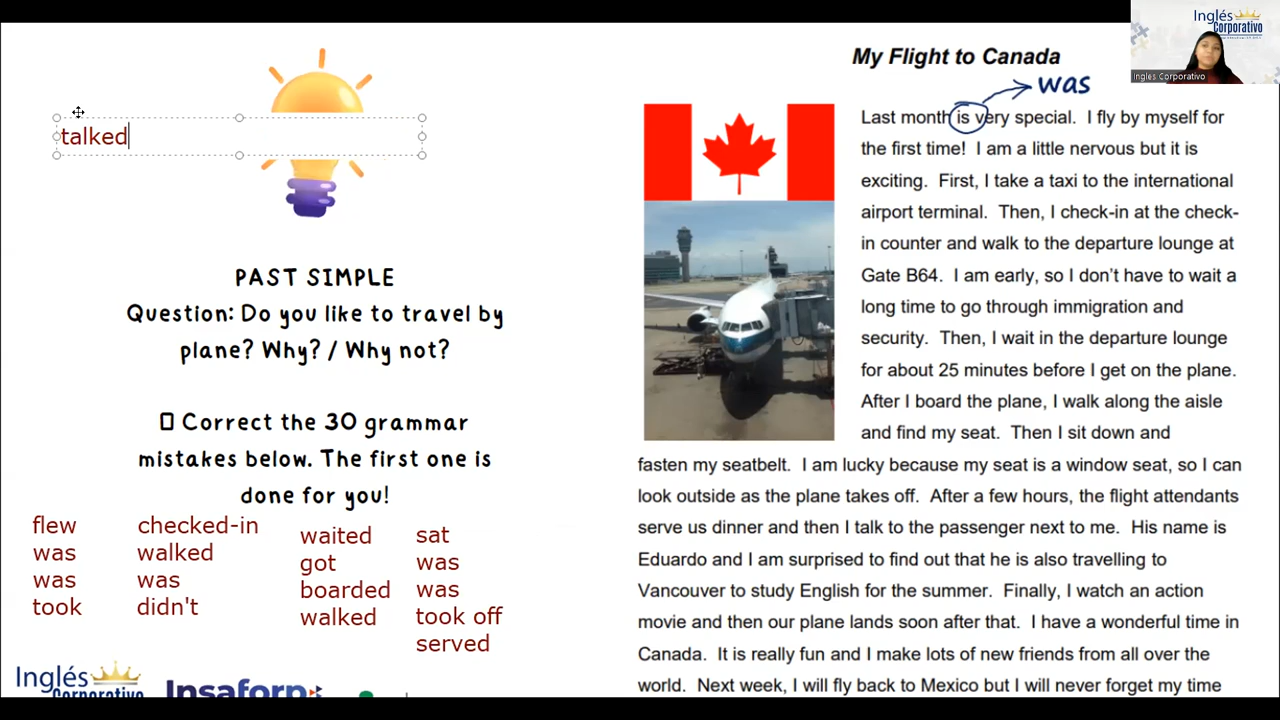 Inglés
Corporativo
Ingles Corporativo
talked
PAST SIMPLE
Question: Do you like to travel by
plane? Why? / Why not?
Correct the 30 grammar
mistakes below. The first one is
done for you!
flew
was
was
took
checked-in
walked
was
didn't
waited
got
boarded
walked
sat
was
was
took off
served
Inglés
Corporativo
Insaforp
My Flight to Canada
was
Last month is very special. I fly by myself for
the first time! I am a little nervous but it is
exciting. First, I take a taxi to the international
airport terminal. Then, I check-in at the check-
in counter and walk to the departure lounge at
Gate B64. I am early, so I don't have to wait a
long time to go through immigration and
security. Then, I wait in the departure lounge
for about 25 minutes before I get on the plane.
After I board the plane, I walk along the aisle
and find my seat. Then I sit down and
fasten my seatbelt. I am lucky because my seat is a window seat, so I can
look outside as the plane takes off. After a few hours, the flight attendants
serve us dinner and then I talk to the passenger next to me. His name is
Eduardo and I am surprised to find out that he is also travelling to
Vancouver to study English for the summer. Finally, I watch an action
movie and then our plane lands soon after that. I have a wonderful time in
Canada. It is really fun and I make lots of new friends from all over the
world. Next week, I will fly back to Mexico but I will never forget my time